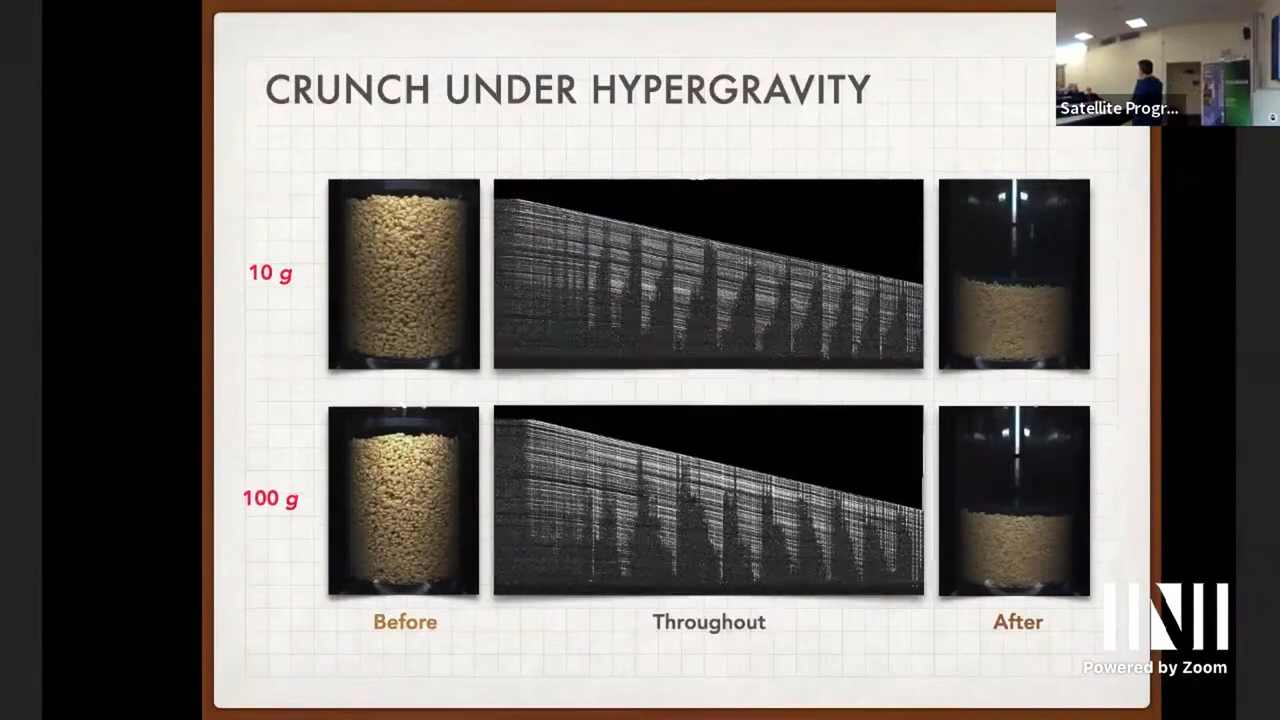 CRUNCH UNDER HYPERGRAVITY
Satellite Progr...
10 g
100 g
Before
Throughout
After
Powered by Zoom